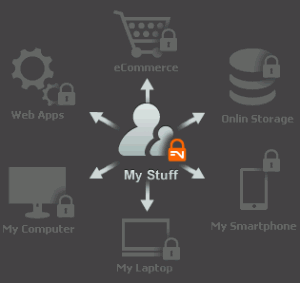 eCommerce
Web Apps
Onlin Storage
My Stuff
My Computer
My Smartphone
My Laptop